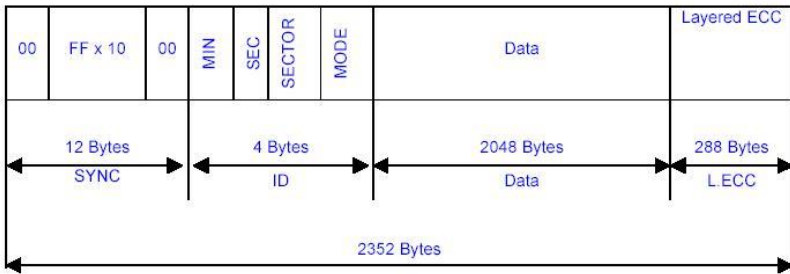 Layered ECC
00 FF x 10 00 MIN SEC SECTOR MODE Data
12 Bytes 4 Bytes 2048 Bytes 288 Bytes
SYNC ID Data L.ECC
2352 Bytes